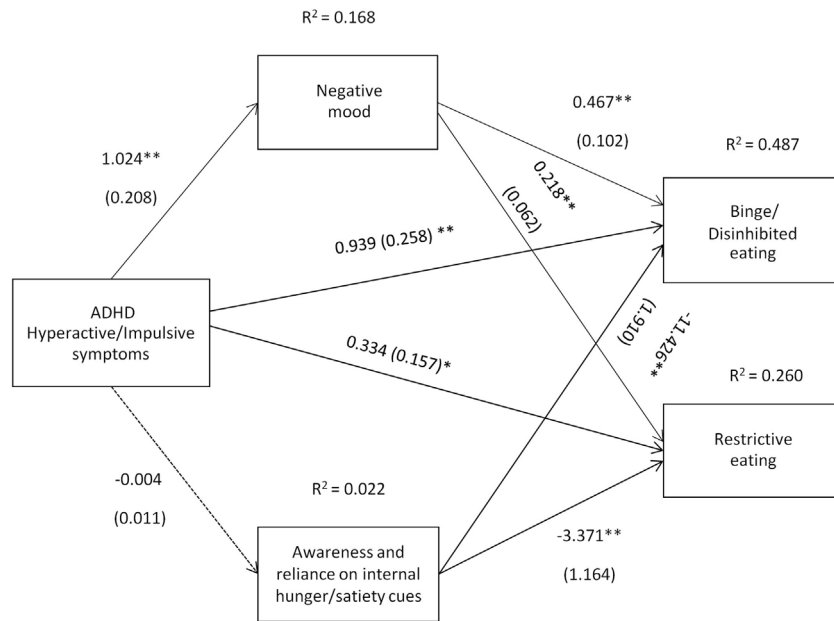 R² = 0.168
Negative
mood
1.024**
(0.208)
0.467**
(0.102)
R² = 0.487
0.218**
(0.062)
Binge/
Disinhibited
eating
0.939 (0.258) **
ADHD
Hyperactive/Impulsive
symptoms
(1.910)
-11.426**
0.334 (0.157)*
R² = 0.260
Restrictive
eating
-0.004
(0.011)
R² = 0.022
Awareness and
reliance on internal
hunger/satiety cues
-3.371**
(1.164)